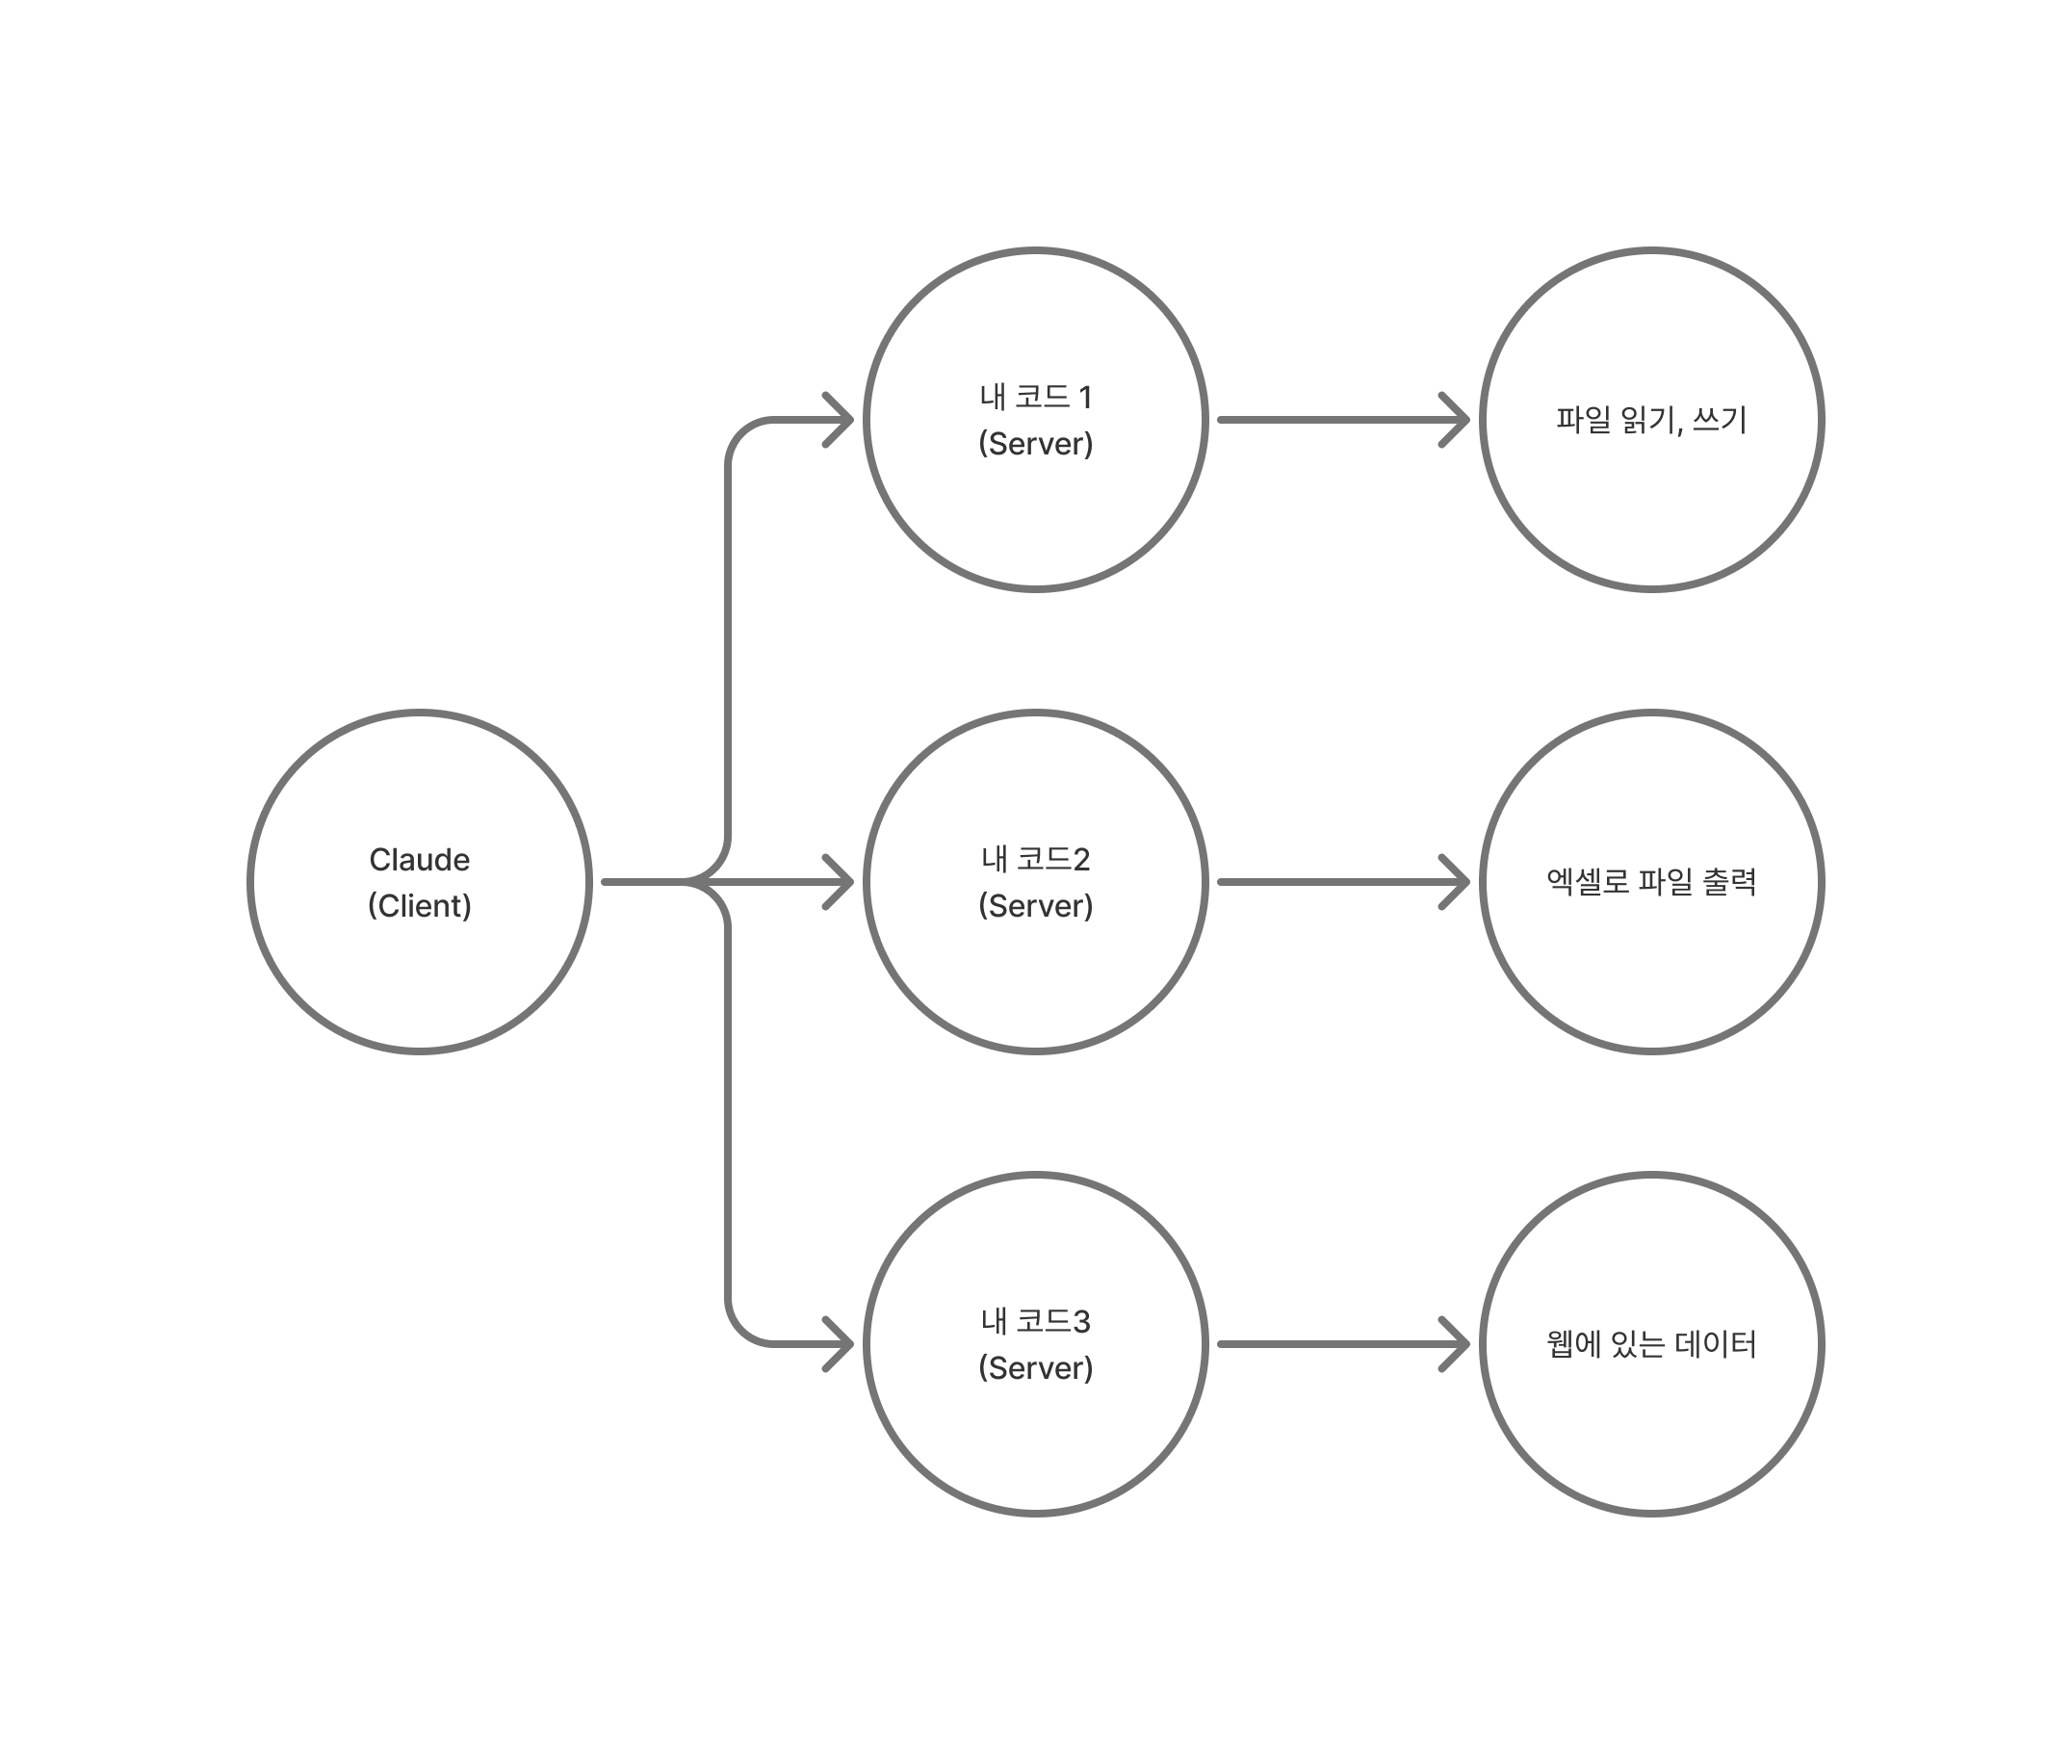 Claude
(Client)
내 코드 1
(Server)
파일 읽기, 쓰기
내 코드2
(Server)
엑셀로 파일 출력
내 코드3
(Server)
웹에 있는 데이터